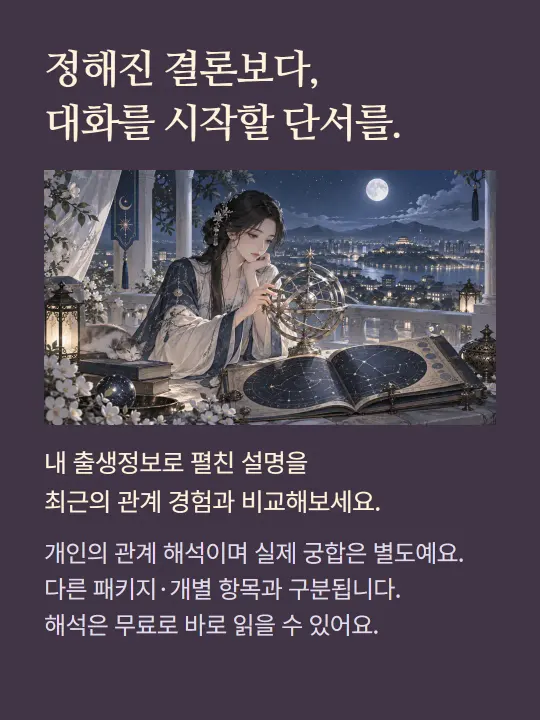 정해진 결론보다,
대화를 시작할 단서를.
내 출생정보로 펼친 설명을
최근의 관계 경험과 비교해보세요.
개인의 관계 해석이며 실제 궁합은 별도예요.
다른 패키지·개별 항목과 구분됩니다.
해석은 무료로 바로 읽을 수 있어요.